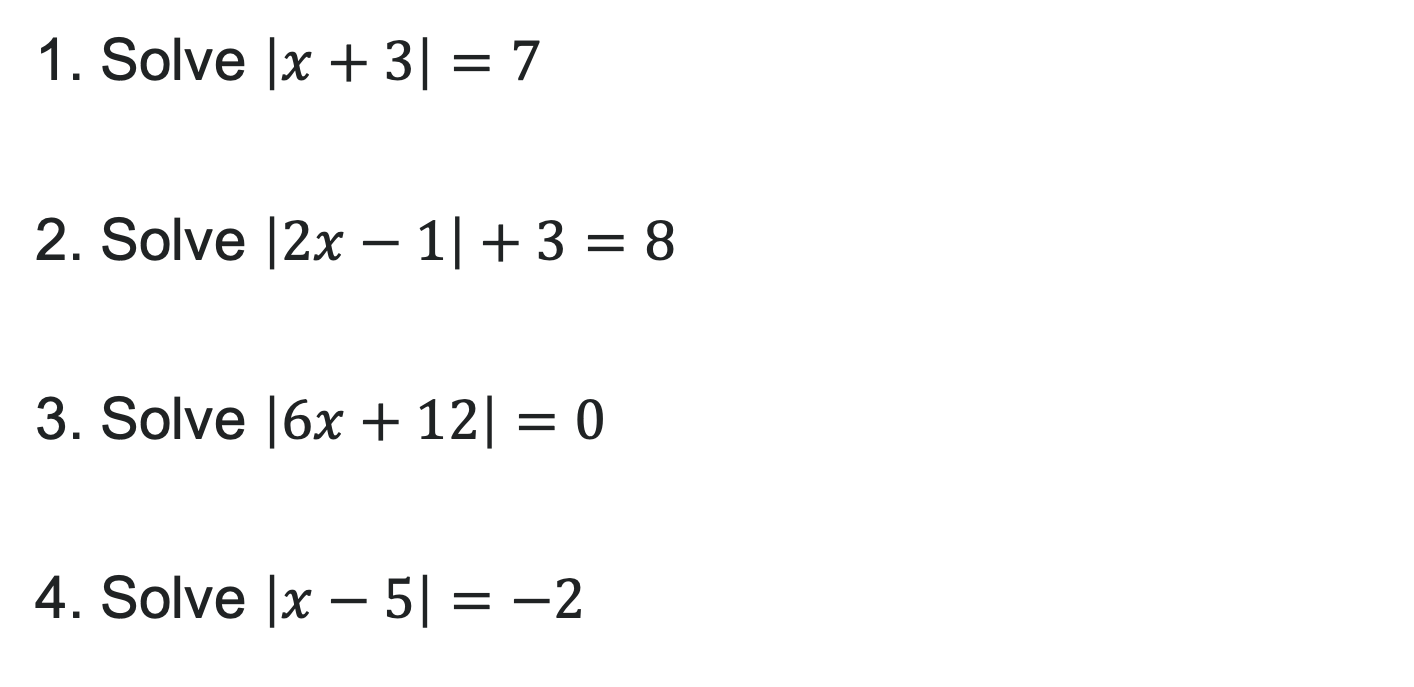 1. Solve |x + 3| = 7
2. Solve |2x − 1| + 3 = 8
3. Solve |6x + 12| = 0
4. Solve |x − 5| = −2